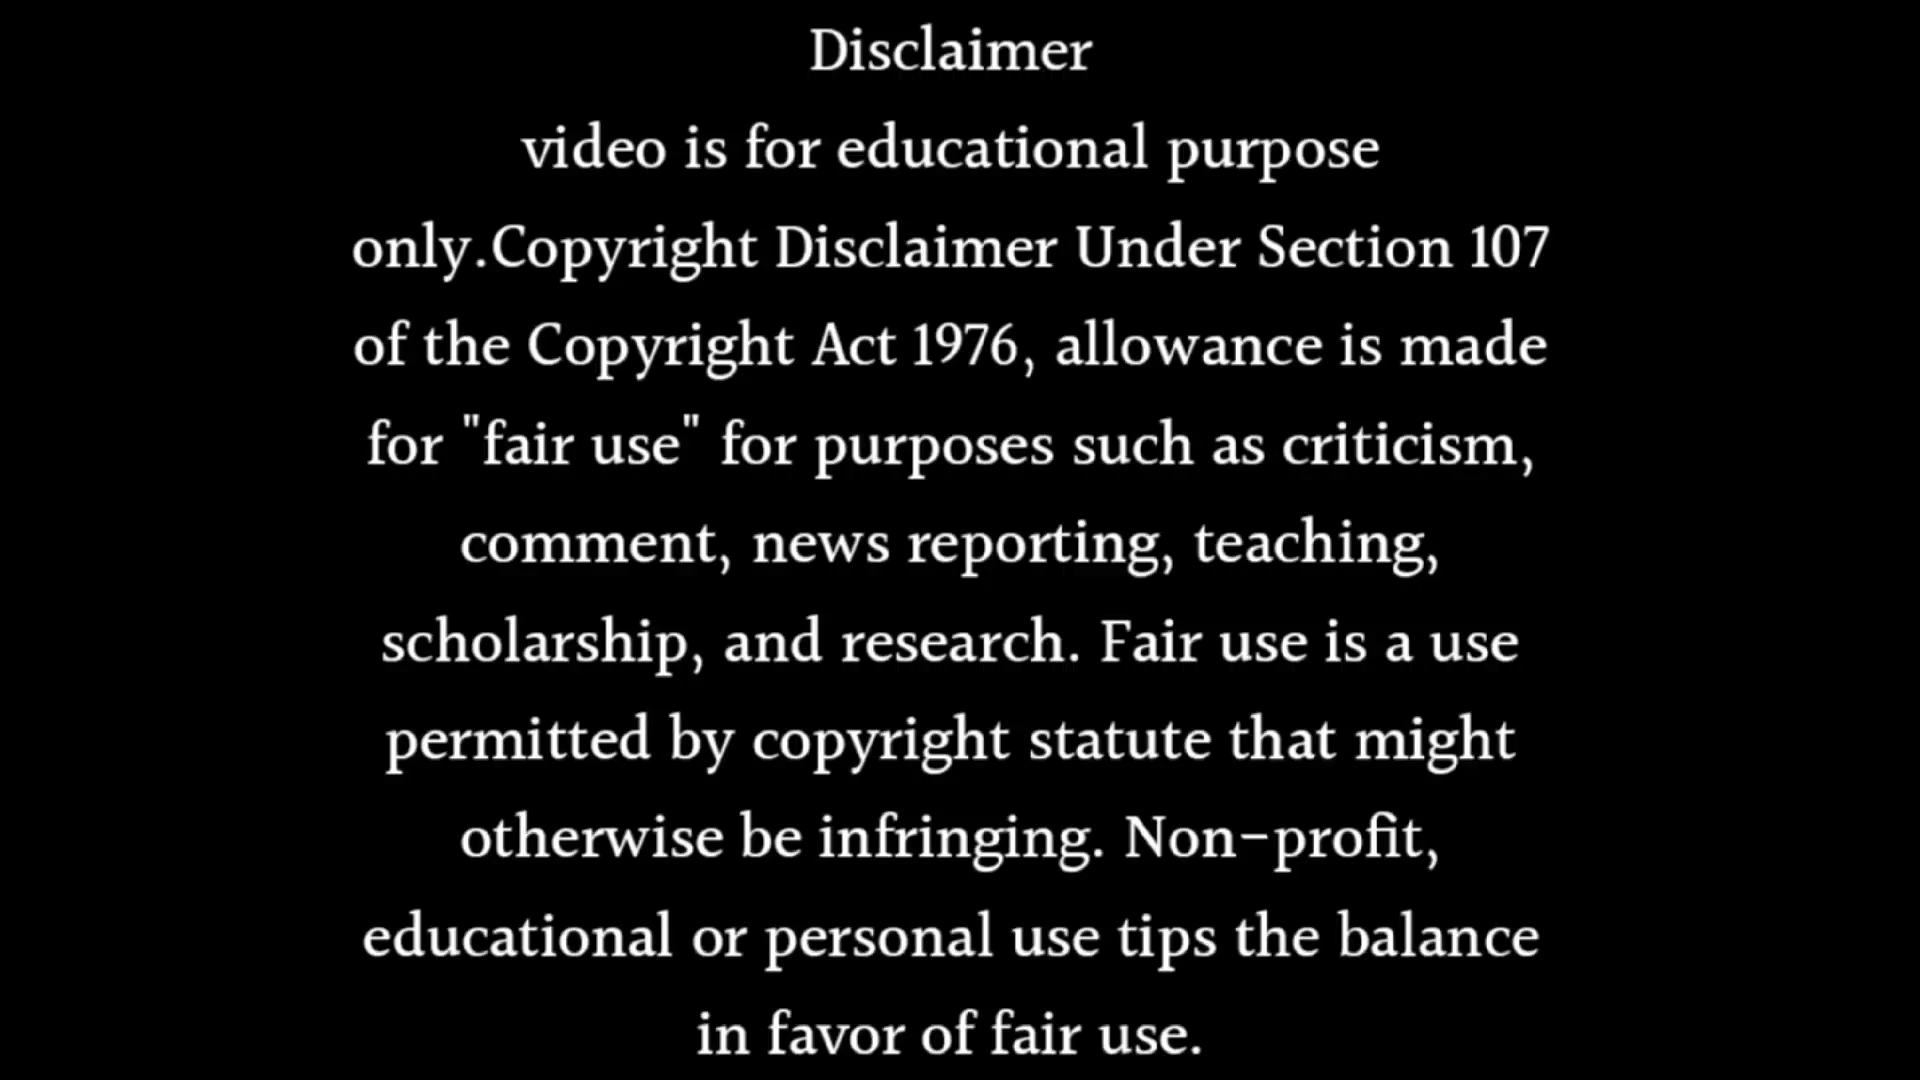 Disclaimer
video is for educational purpose
only.Copyright Disclaimer Under Section 107
of the Copyright Act 1976, allowance is made
for "fair use" for purposes such as criticism,
comment, news reporting, teaching,
scholarship, and research. Fair use is a use
permitted by copyright statute that might
otherwise be infringing. Non-profit,
educational or personal use tips the balance
in favor of fair use.